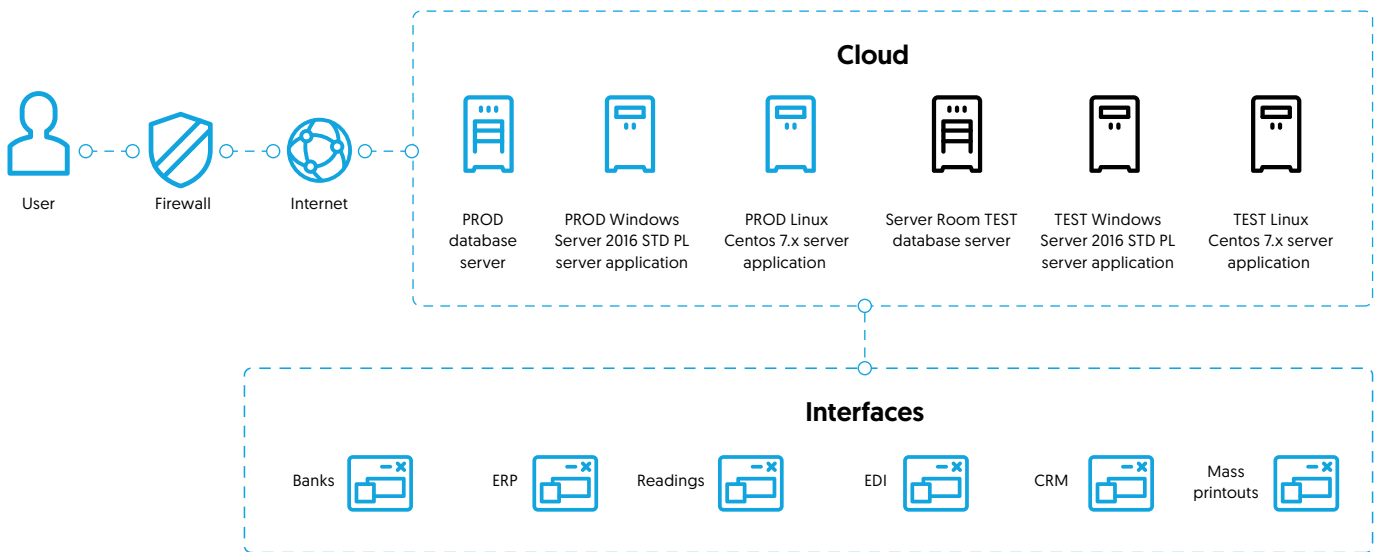 Cloud
User
Firewall
Internet
PROD
database
server
PROD Windows
Server 2016 STD PL
server application
PROD Linux
Centos 7.x server
application
Server Room TEST
database server
TEST Windows
Server 2016 STD PL
server application
TEST Linux
Centos 7.x server
application
Interfaces
Banks
ERP
Readings
EDI
CRM
Mass
printouts